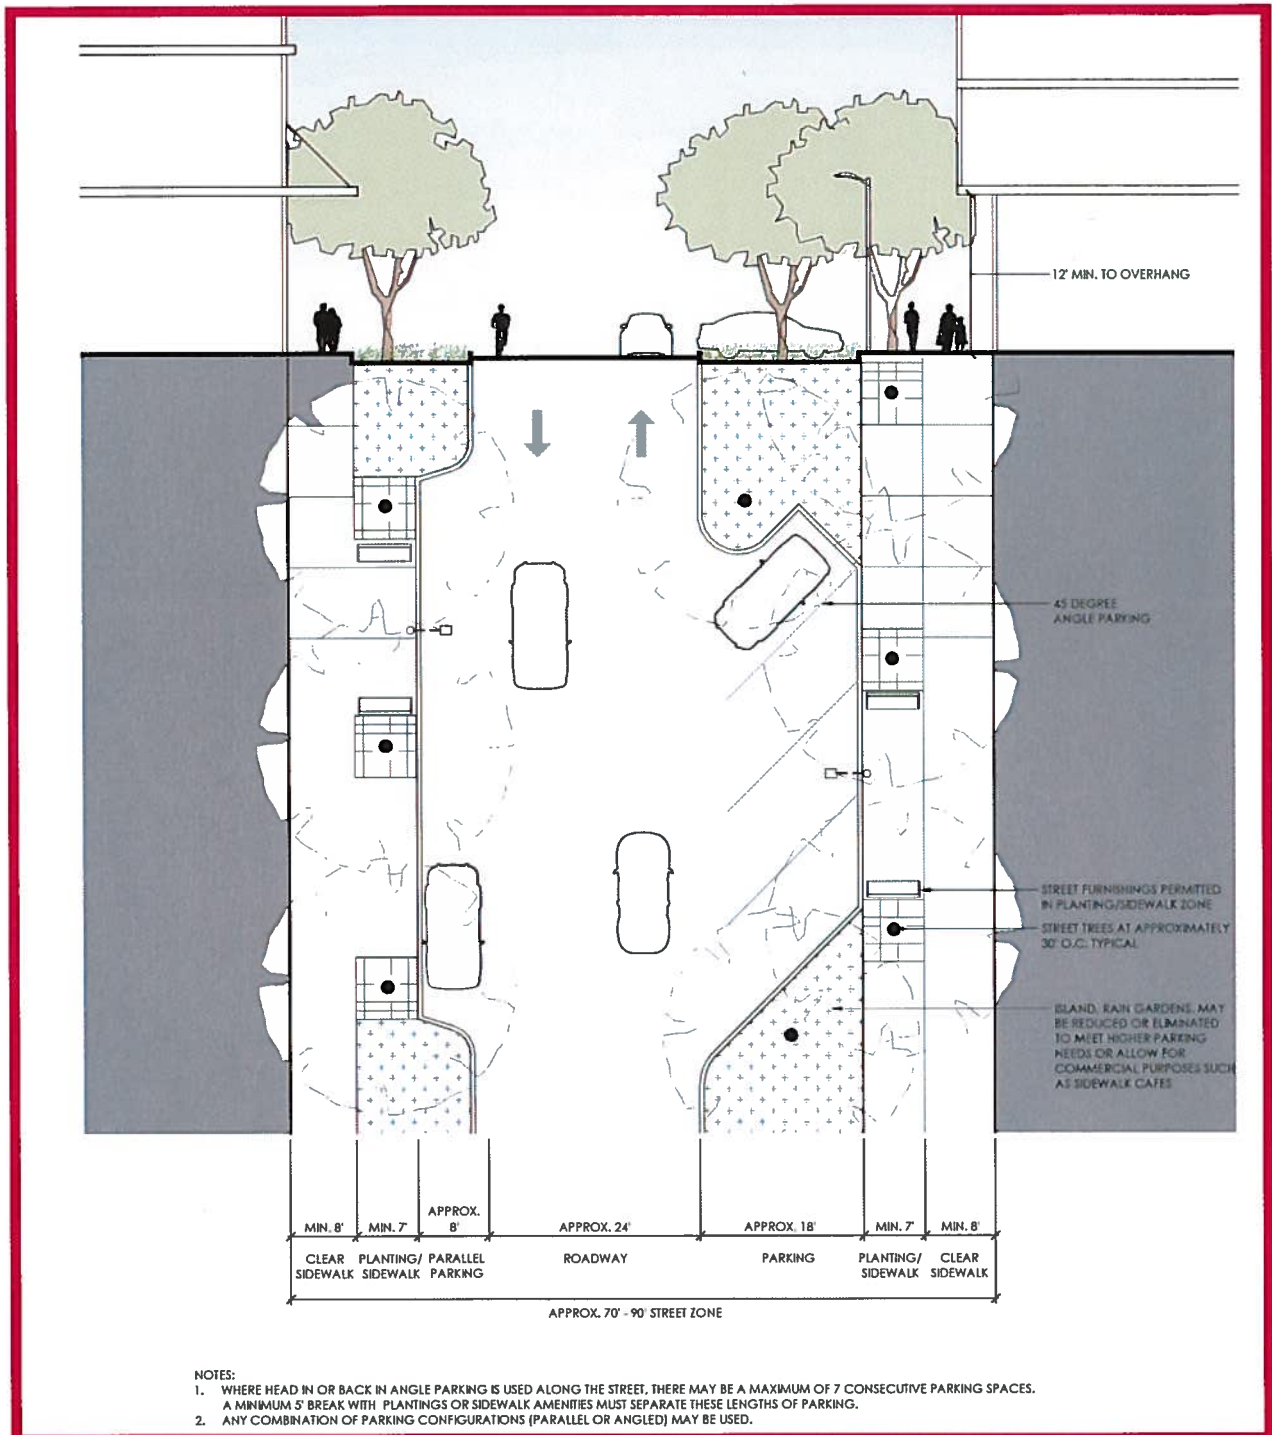 12' MIN. TO OVERHANG
45 DEGREE
ANGLE PARKING
STREET FURNISHINGS PERMITTED
IN PLANTING/SIDEWALK ZONE
STREET TREES AT APPROXIMATELY
30' O.C. TYPICAL
ISLAND, RAIN GARDENS, MAY
BE REDUCED OR ELIMINATED
TO MEET HIGHER PARKING
NEEDS OR ALLOW FOR
COMMERCIAL PURPOSES SUCH
AS SIDEWALK CAFES
MIN. 8'
MIN. 7'
APPROX.
8'
APPROX. 24'
APPROX. 18'
MIN. 7'
MIN. 8'
CLEAR
SIDEWALK
PLANTING/
SIDEWALK
PARALLEL
PARKING
ROADWAY
PARKING
PLANTING/
SIDEWALK
CLEAR
SIDEWALK
APPROX. 70' - 90' STREET ZONE
NOTES:
1. WHERE HEAD IN OR BACK IN ANGLE PARKING IS USED ALONG THE STREET, THERE MAY BE A MAXIMUM OF 7 CONSECUTIVE PARKING SPACES.
A MINIMUM 5' BREAK WITH PLANTINGS OR SIDEWALK AMENITIES MUST SEPARATE THESE LENGTHS OF PARKING.
2. ANY COMBINATION OF PARKING CONFIGURATIONS (PARALLEL OR ANGLED) MAY BE USED.